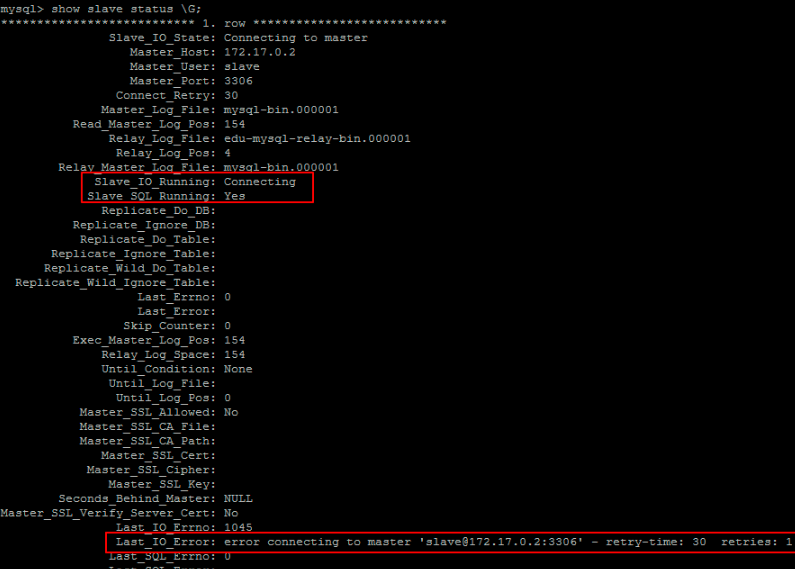 mysql> show slave status \G;
*************************** 1. row ***************************
Slave_IO_State: Connecting to master
Master_Host: 172.17.0.2
Master_User: slave
Master_Port: 3306
Connect_Retry: 30
Master_Log_File: mysql-bin.000001
Read_Master_Log_Pos: 154
Relay_Log_File: edu-mysql-relay-bin.000001
Relay_Log_Pos: 4
Relay_Master_Log_File: mysql-bin.000001
Slave_IO_Running: Connecting
Slave_SQL_Running: Yes
Replicate_Do_DB:
Replicate_Ignore_DB:
Replicate_Do_Table:
Replicate_Ignore_Table:
Replicate_Wild_Do_Table:
Replicate_Wild_Ignore_Table:
Last_Errno: 0
Last_Error:
Skip_Counter: 0
Exec_Master_Log_Pos: 154
Relay_Log_Space: 154
Until_Condition: None
Until_Log_File:
Until_Log_Pos: 0
Master_SSL_Allowed: No
Master_SSL_CA_File:
Master_SSL_CA_Path:
Master_SSL_Cert:
Master_SSL_Cipher:
Master_SSL_Key:
Seconds_Behind_Master: NULL
Master_SSL_Verify_Server_Cert: No
Last_IO_Errno: 1045
Last_IO_Error: error connecting to master 'slave@172.17.0.2:3306' - retry-time: 30  retries: 1
Last_SQL_Errno: 0